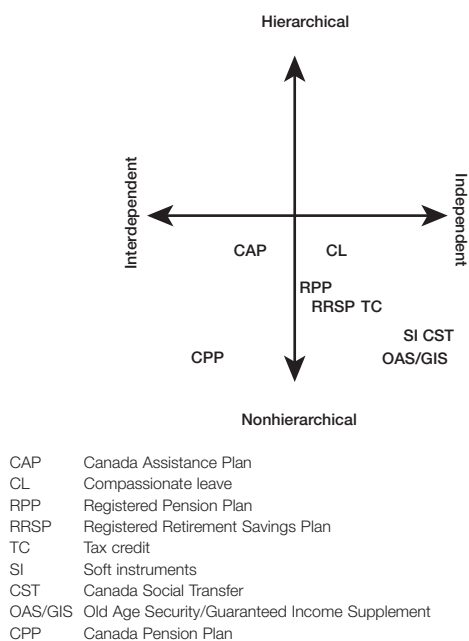 Hierarchical
Interdependent
Independent
CAP CL
RPP
RRSP TC
SI CST
CPP OAS/GIS
Nonhierarchical
CAP Canada Assistance Plan
CL Compassionate leave
RPP Registered Pension Plan
RRSP Registered Retirement Savings Plan
TC Tax credit
SI Soft instruments
CST Canada Social Transfer
OAS/GIS Old Age Security/Guaranteed Income Supplement
CPP Canada Pension Plan